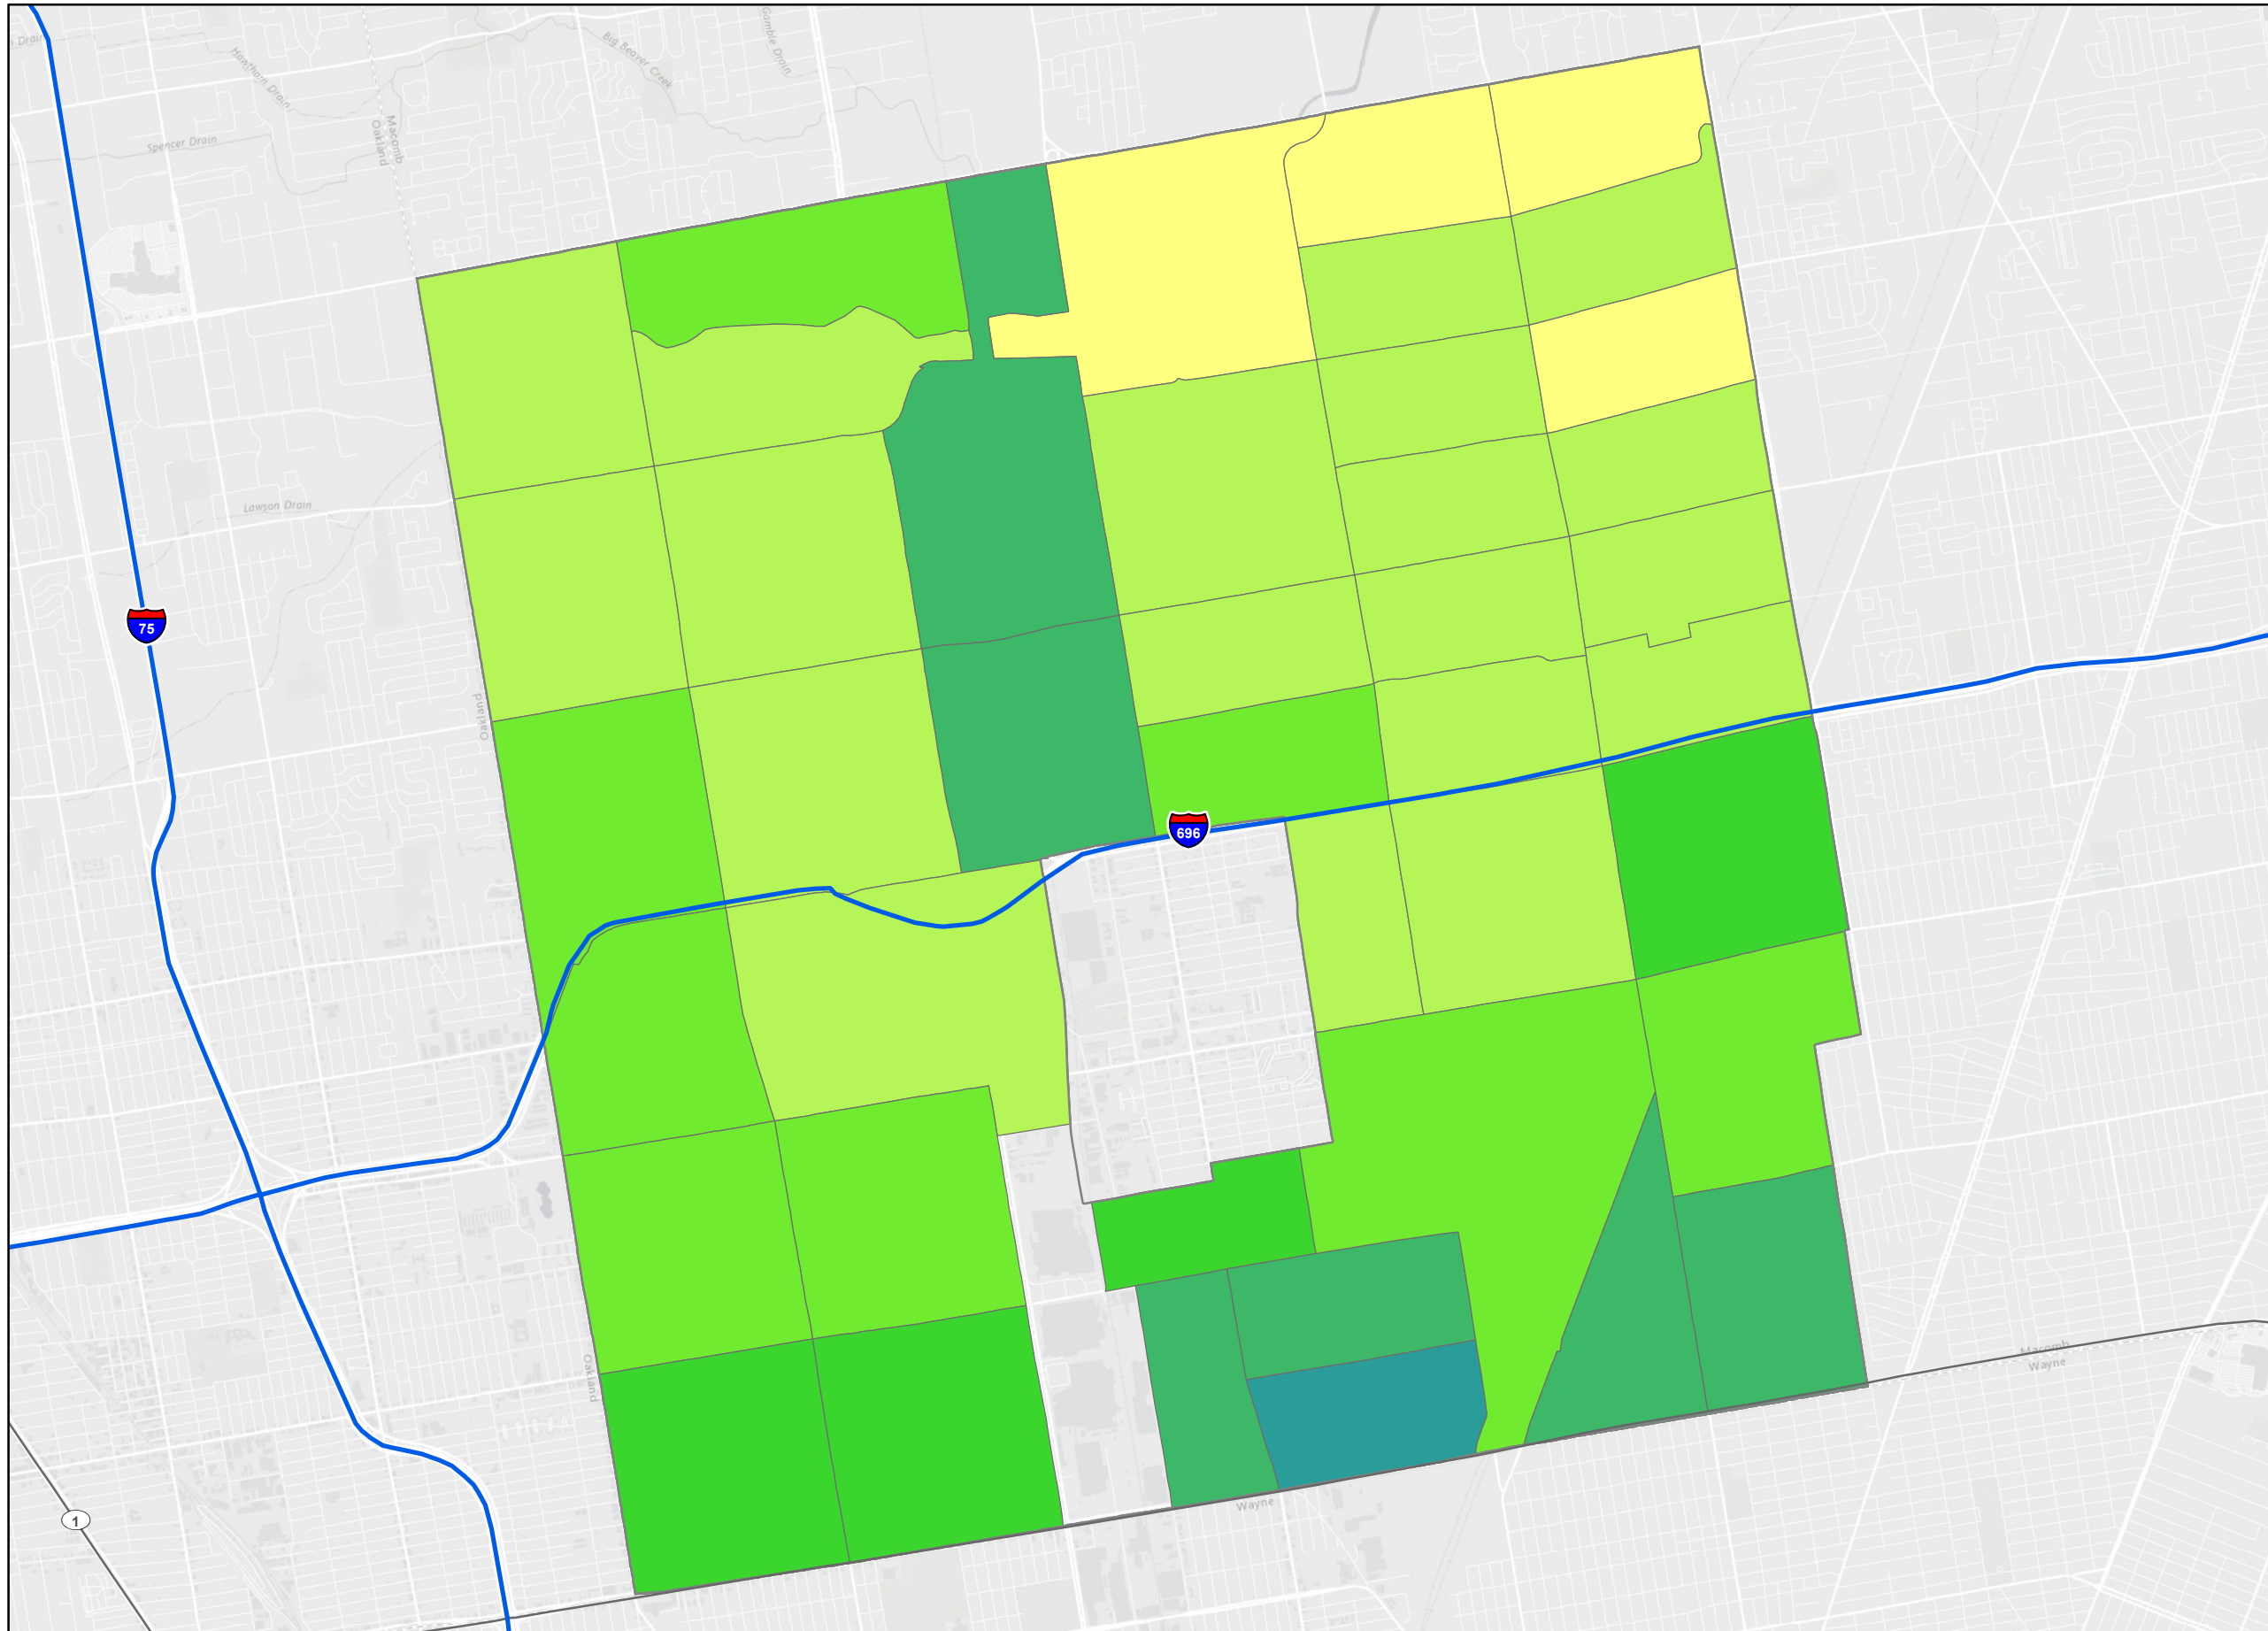 Drain
Hawthorn Drain
Big Beaver Creek
Gamble Drain
Macomb
Oakland
Spencer Drain
Lawson Drain
75
Oakland
696
Oakland
Macomb
Wayne
Wayne
1